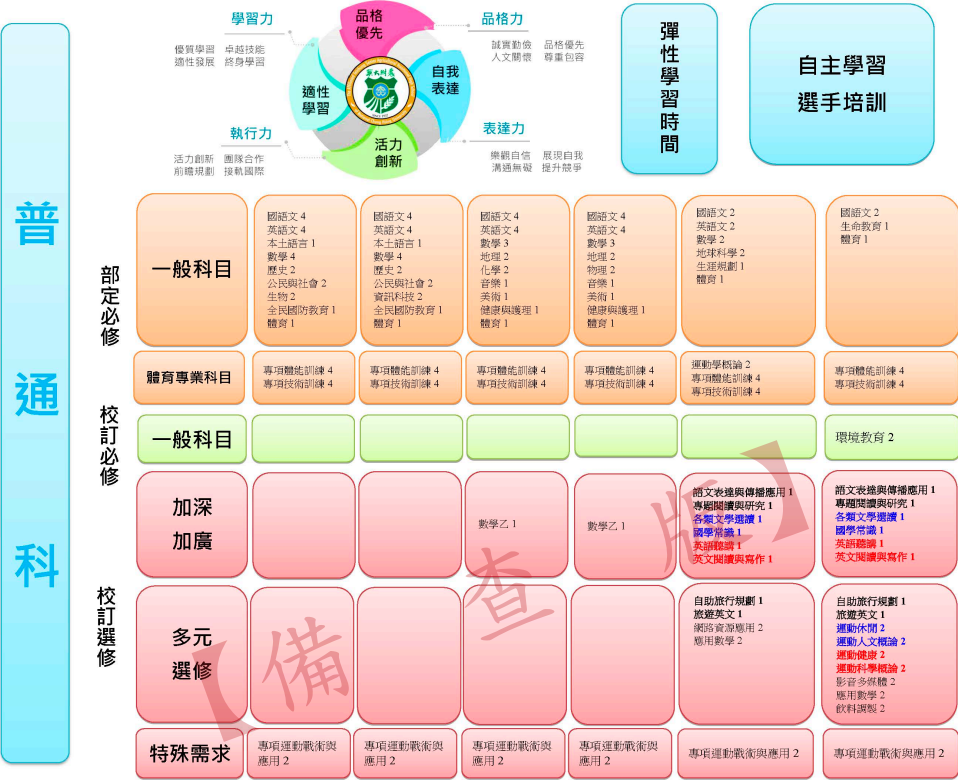 學習力
優質學習 卓越技能
適性發展 終身學習
品格
優先
品格力
誠實勤儉 品格優先
人文關懷 尊重包容
適性
學習
自我
表達
執行力
活力創新 團隊合作
前瞻規劃 接軌國際
活力
創新
表達力
樂觀自信 展現自我
溝通無礙 提升競爭
彈性學習時間
自主學習
選手培訓
普通科
部定必修
一般科目
國語文 4
英語文 4
本土語言 1
數學 4
歷史 2
公民與社會 2
生物 2
全民國防教育 1
體育 1
國語文 4
英語文 4
本土語言 1
數學 4
歷史 2
公民與社會 2
資訊科技 2
全民國防教育 1
體育 1
國語文 4
英語文 4
數學 3
地理 2
化學 2
音樂 1
美術 1
健康與護理 1
體育 1
國語文 4
英語文 4
數學 3
地理 2
物理 2
音樂 1
美術 1
健康與護理 1
體育 1
國語文 2
英語文 2
數學 2
地球科學 2
生涯規劃 1
體育 1
國語文 2
生命教育 1
體育 1
體育專業科目
專項體能訓練 4
專項技術訓練 4
專項體能訓練 4
專項技術訓練 4
專項體能訓練 4
專項技術訓練 4
專項體能訓練 4
專項技術訓練 4
運動學概論 2
專項體能訓練 4
專項技術訓練 4
專項體能訓練 4
專項技術訓練 4
校訂必修
一般科目
環境教育 2
校訂選修
加深
加廣
數學乙 1
數學乙 1
語文表達與傳播應用 1
專題閱讀與研究 1
各類文學選讀 1
國學常識 1
英語聽講 1
英文閱讀與寫作 1
語文表達與傳播應用 1
專題閱讀與研究 1
各類文學選讀 1
國學常識 1
英語聽講 1
英文閱讀與寫作 1
多元
選修
自助旅行規劃 1
旅遊英文 1
網路資源應用 2
應用數學 2
自助旅行規劃 1
旅遊英文 1
運動休閒 2
運動人文概論 2
運動健康 2
運動科學概論 2
影音多媒體 2
應用數學 2
飲料調製 2
特殊需求
專項運動戰術與
應用 2
專項運動戰術與
應用 2
專項運動戰術與
應用 2
專項運動戰術與
應用 2
專項運動戰術與應用 2
專項運動戰術與應用 2
【備查版】